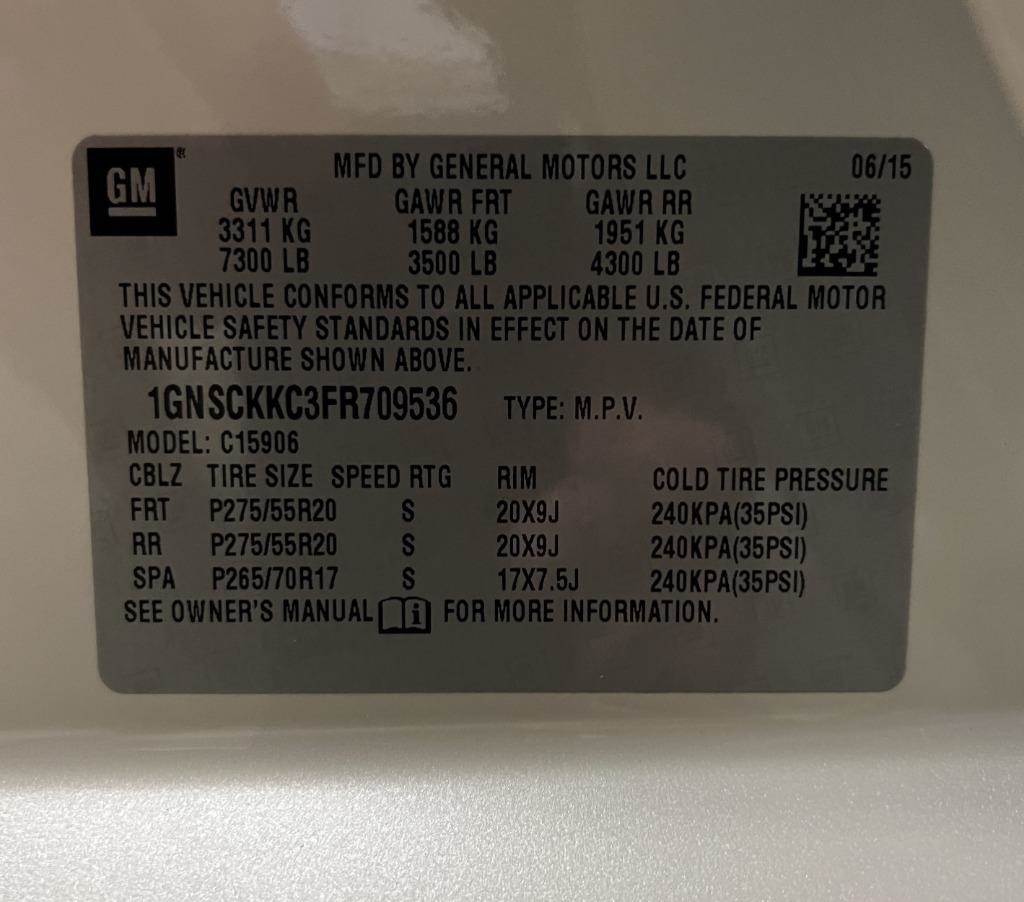 GM ® MFD BY GENERAL MOTORS LLC 06/15
GVWR GAWR FRT GAWR RR
3311 KG 1588 KG 1951 KG
7300 LB 3500 LB 4300 LB
THIS VEHICLE CONFORMS TO ALL APPLICABLE U.S. FEDERAL MOTOR
VEHICLE SAFETY STANDARDS IN EFFECT ON THE DATE OF
MANUFACTURE SHOWN ABOVE.
1GNSCKKC3FR709536 TYPE: M.P.V.
MODEL: C15906
CBLZ TIRE SIZE SPEED RTG RIM COLD TIRE PRESSURE
FRT P275/55R20 S 20X9J 240KPA(35PSI)
RR P275/55R20 S 20X9J 240KPA(35PSI)
SPA P265/70R17 S 17X7.5J 240KPA(35PSI)
SEE OWNER'S MANUAL i FOR MORE INFORMATION.